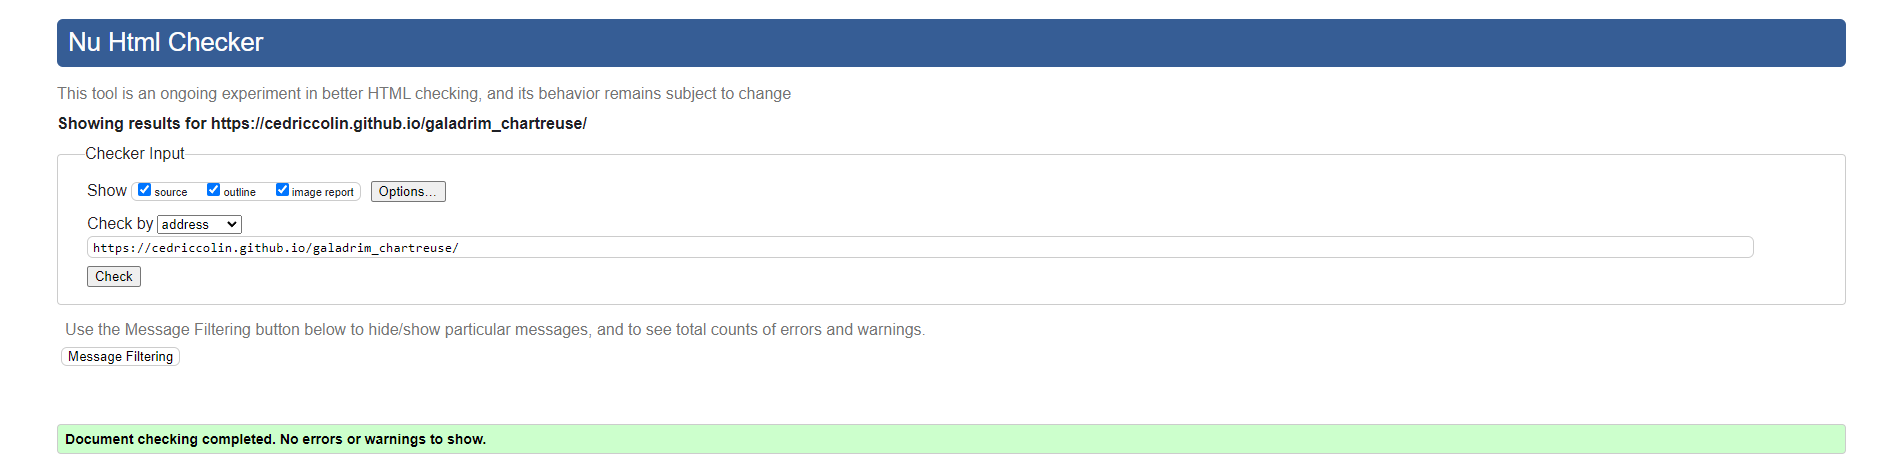 Nu Html Checker
This tool is an ongoing experiment in better HTML checking, and its behavior remains subject to change
Showing results for https://cedriccolin.github.io/galadrim_chartreuse/
Checker Input
Show source outline image report Options...
Check by address
https://cedriccolin.github.io/galadrim_chartreuse/
Check
Use the Message Filtering button below to hide/show particular messages, and to see total counts of errors and warnings.
Message Filtering
Document checking completed. No errors or warnings to show.